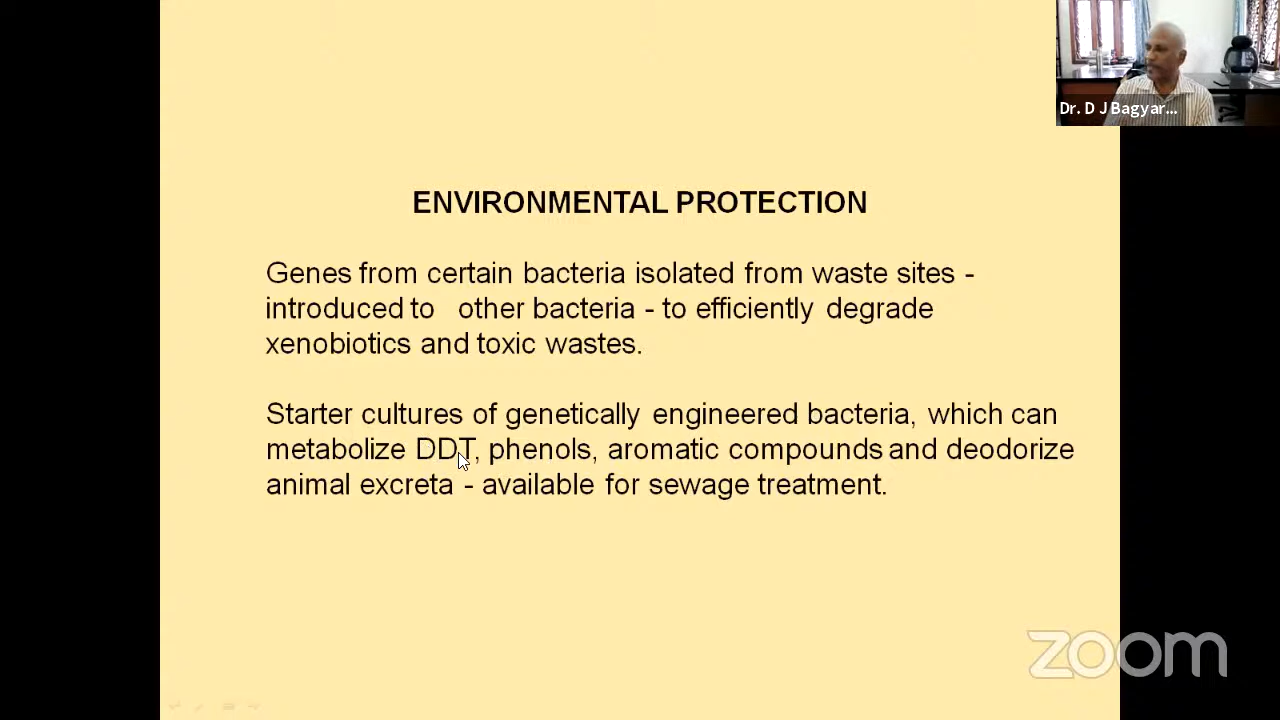 Dr. D J Bagyar...
ENVIRONMENTAL PROTECTION
Genes from certain bacteria isolated from waste sites -
introduced to other bacteria - to efficiently degrade
xenobiotics and toxic wastes.
Starter cultures of genetically engineered bacteria, which can
metabolize DDT, phenols, aromatic compounds and deodorize
animal excreta - available for sewage treatment.
zoom